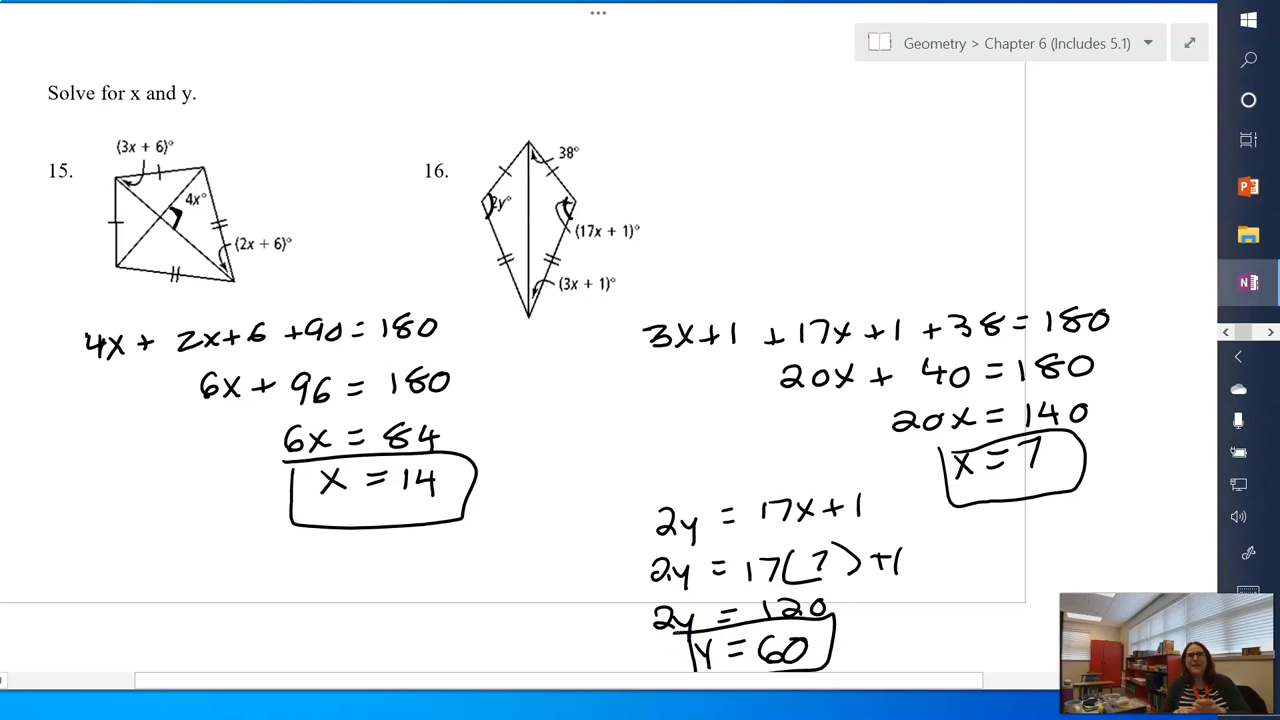 Geometry > Chapter 6 (Includes 5.1)
Solve for x and y.
15.
(3x + 6)°
4x°
(2x + 6)°
16.
38°
2y°
(17x + 1)°
(3x + 1)°
4x + 2x+6 +90 = 180
6x + 96 = 180
6x = 84
x = 14
3x+1 + 17x+1 +38 = 180
20x + 40 = 180
20x = 140
x = 7
2y = 17x+1
2y = 17(7)+1
2y = 120
y = 60